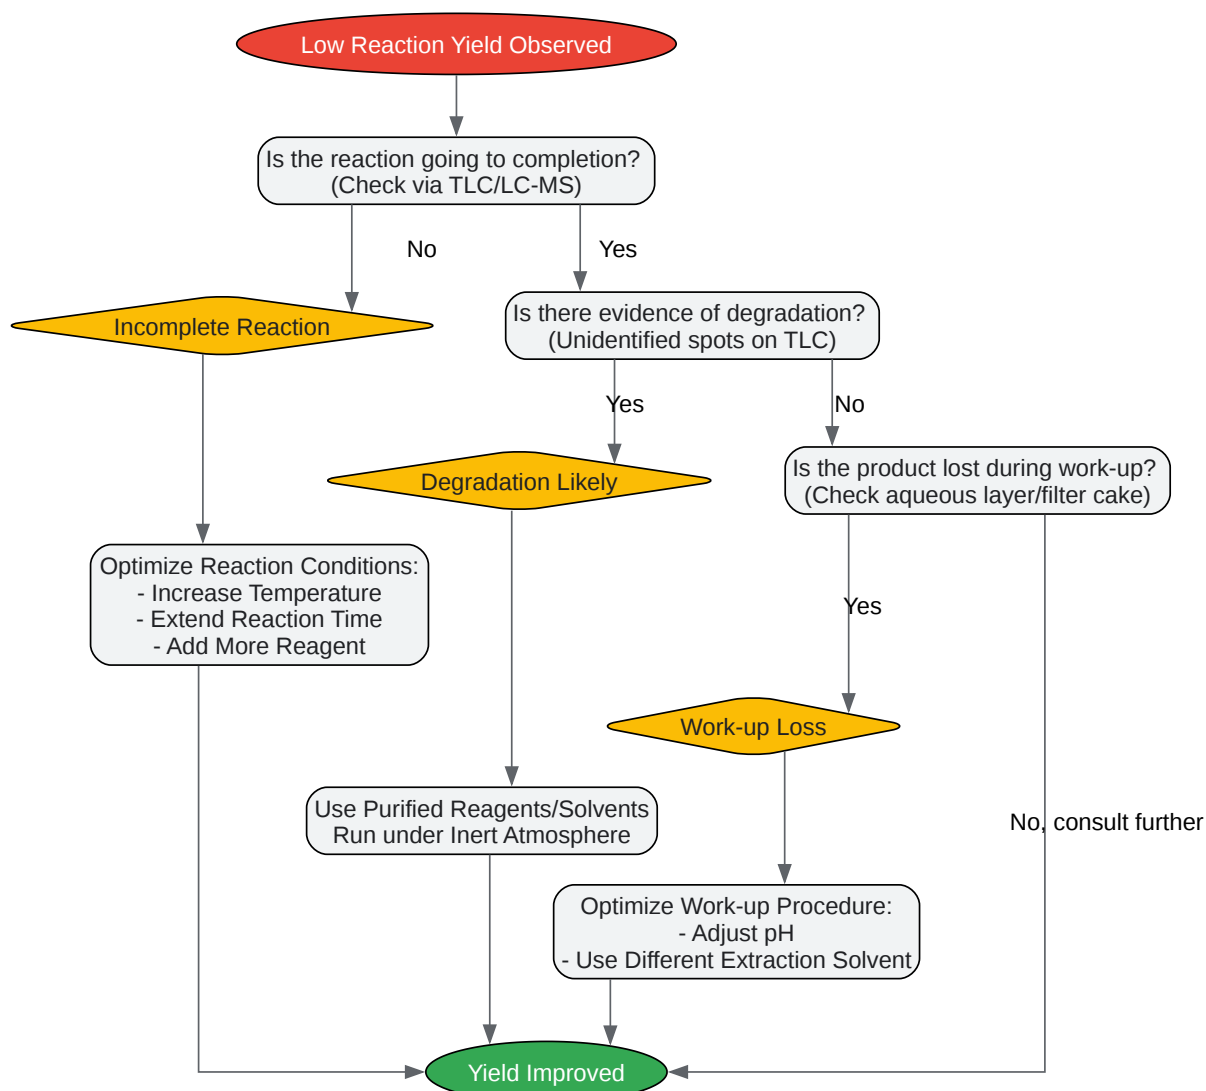 Low Reaction Yield Observed
Is the reaction going to completion?
(Check via TLC/LC-MS)
No
Yes
Incomplete Reaction
Is there evidence of degradation?
(Unidentified spots on TLC)
Yes
No
Degradation Likely
Is the product lost during work-up?
(Check aqueous layer/filter cake)
Optimize Reaction Conditions:
- Increase Temperature
- Extend Reaction Time
- Add More Reagent
Yes
Work-up Loss
Use Purified Reagents/Solvents
Run under Inert Atmosphere
No, consult further
Optimize Work-up Procedure:
- Adjust pH
- Use Different Extraction Solvent
Yield Improved